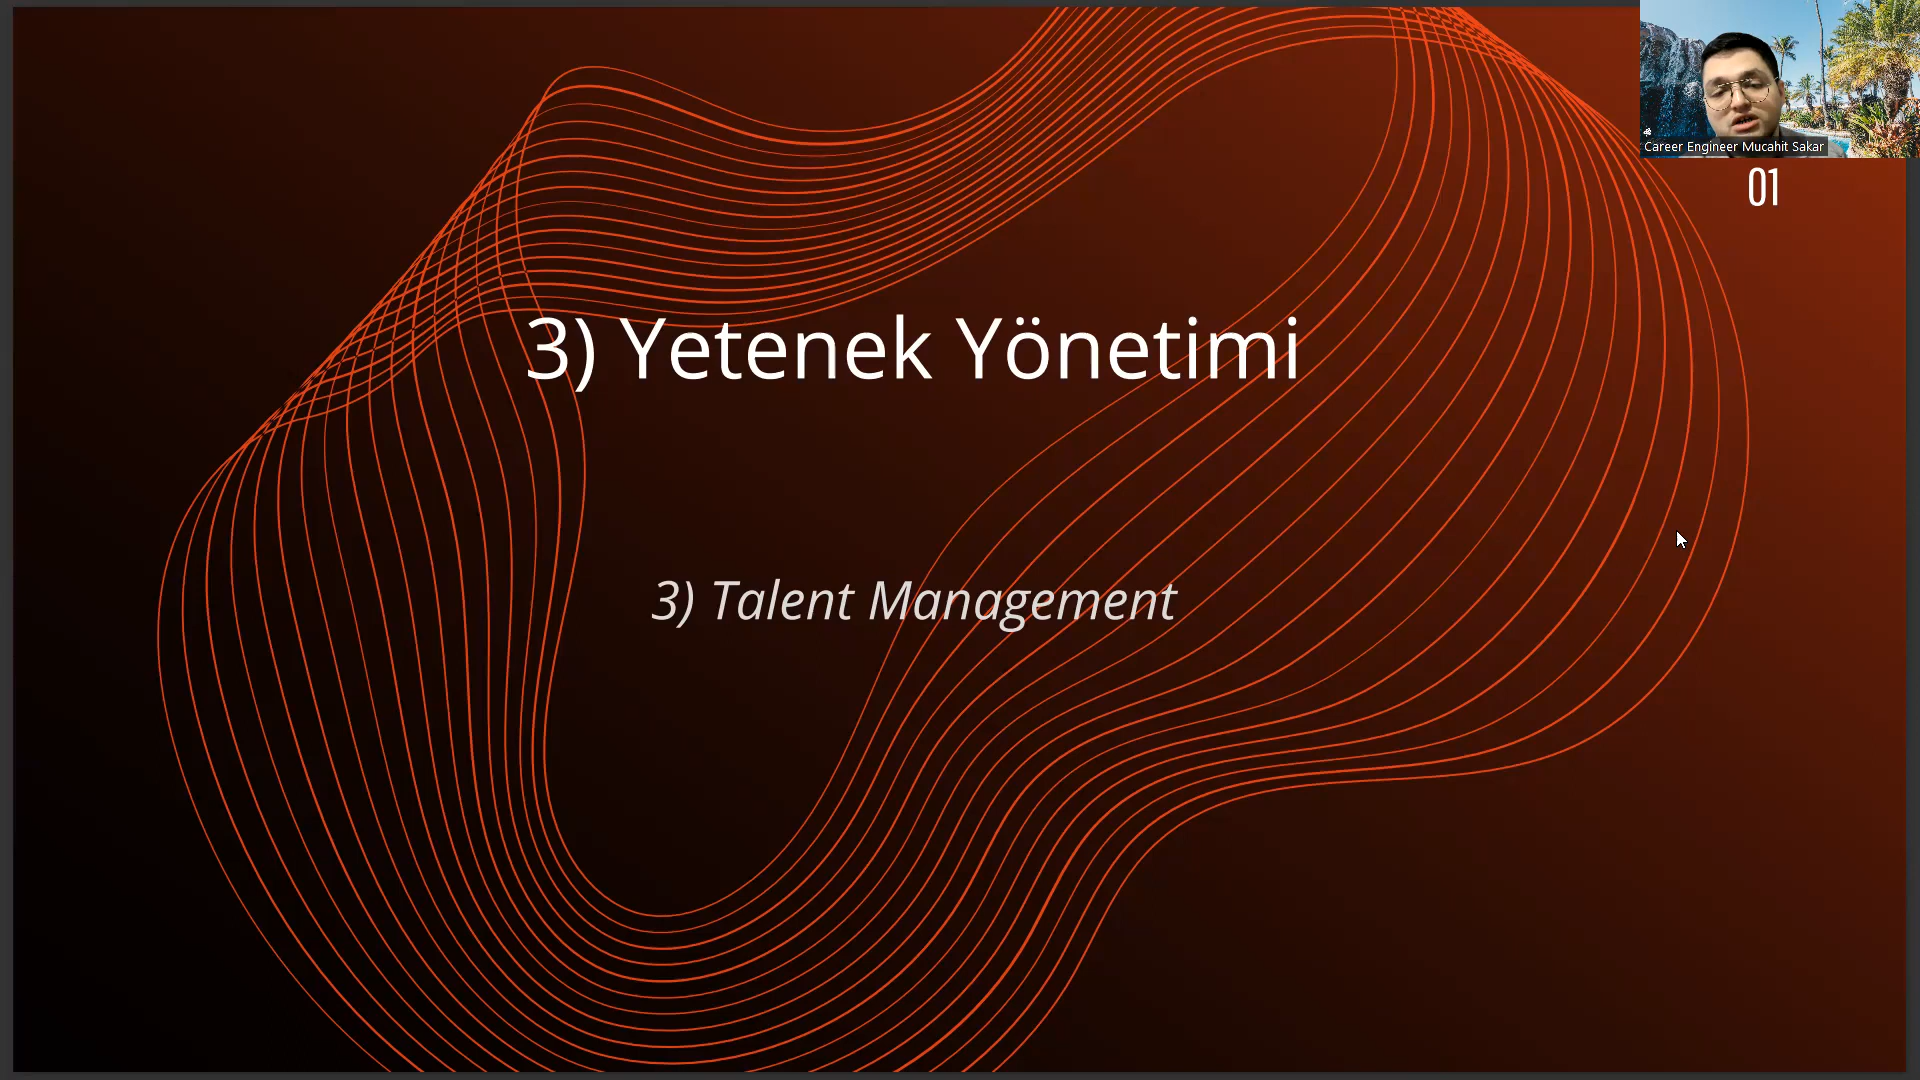 Career Engineer Mucahit Sakar
01
3) Yetenek Yönetimi
3) Talent Management